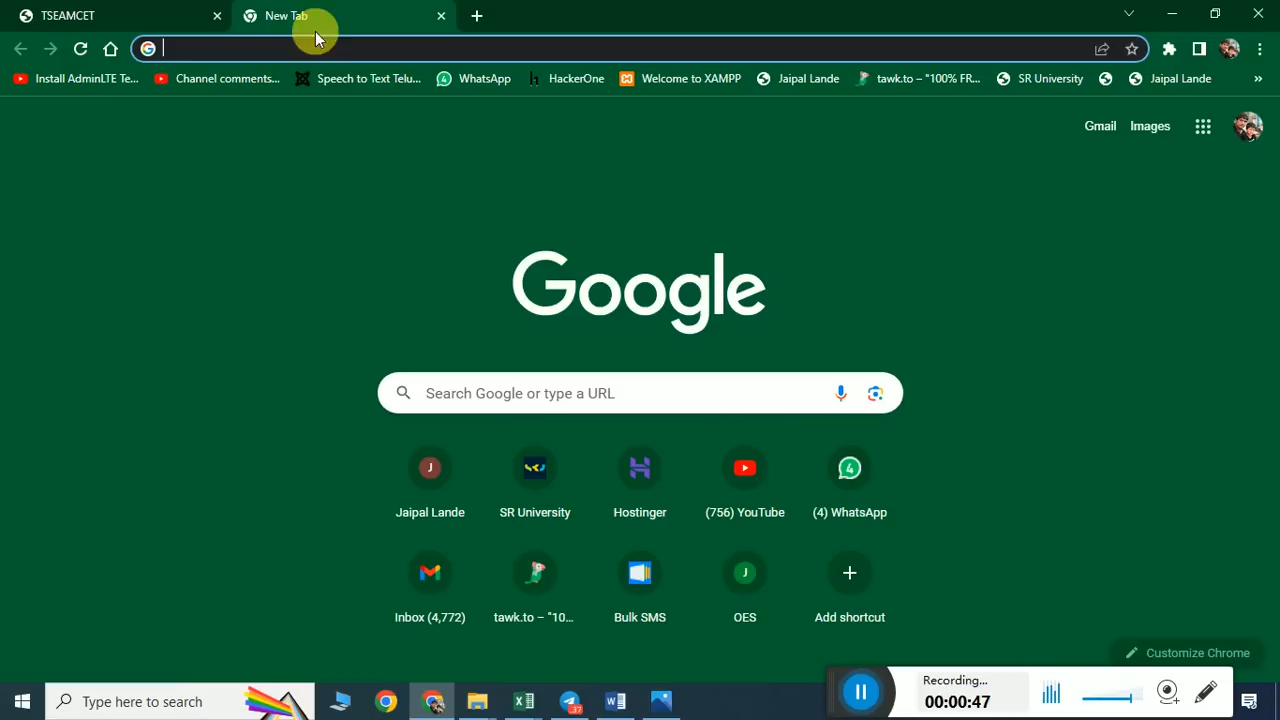 TSEAMCET
New Tab
Install AdminLTE Te...
Channel comments...
Speech to Text Telu...
WhatsApp
HackerOne
Welcome to XAMPP
Jaipal Lande
tawk.to – "100% FR...
SR University
Jaipal Lande
Gmail
Images
Google
Search Google or type a URL
J
4
Jaipal Lande
SR University
Hostinger
(756) YouTube
(4) WhatsApp
J
Inbox (4,772)
tawk.to – "10...
Bulk SMS
OES
Add shortcut
Customize Chrome
Type here to search
37
Recording...
00:00:47